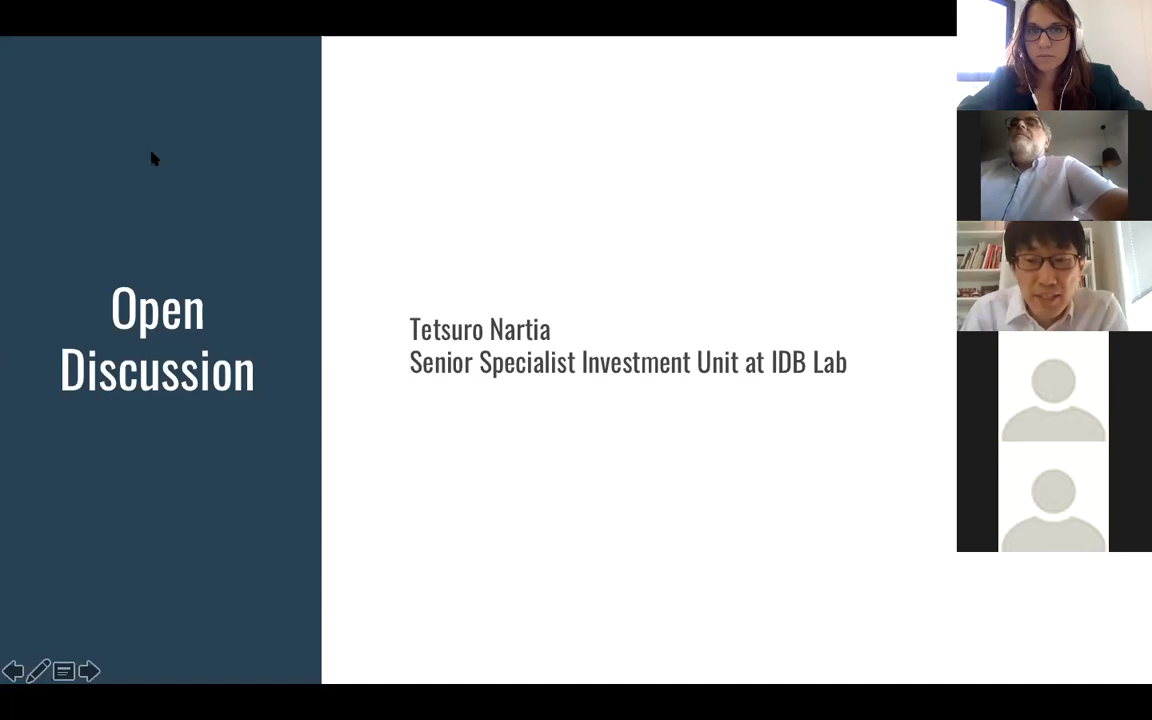 Open
Discussion
Tetsuro Nartia
Senior Specialist Investment Unit at IDB Lab